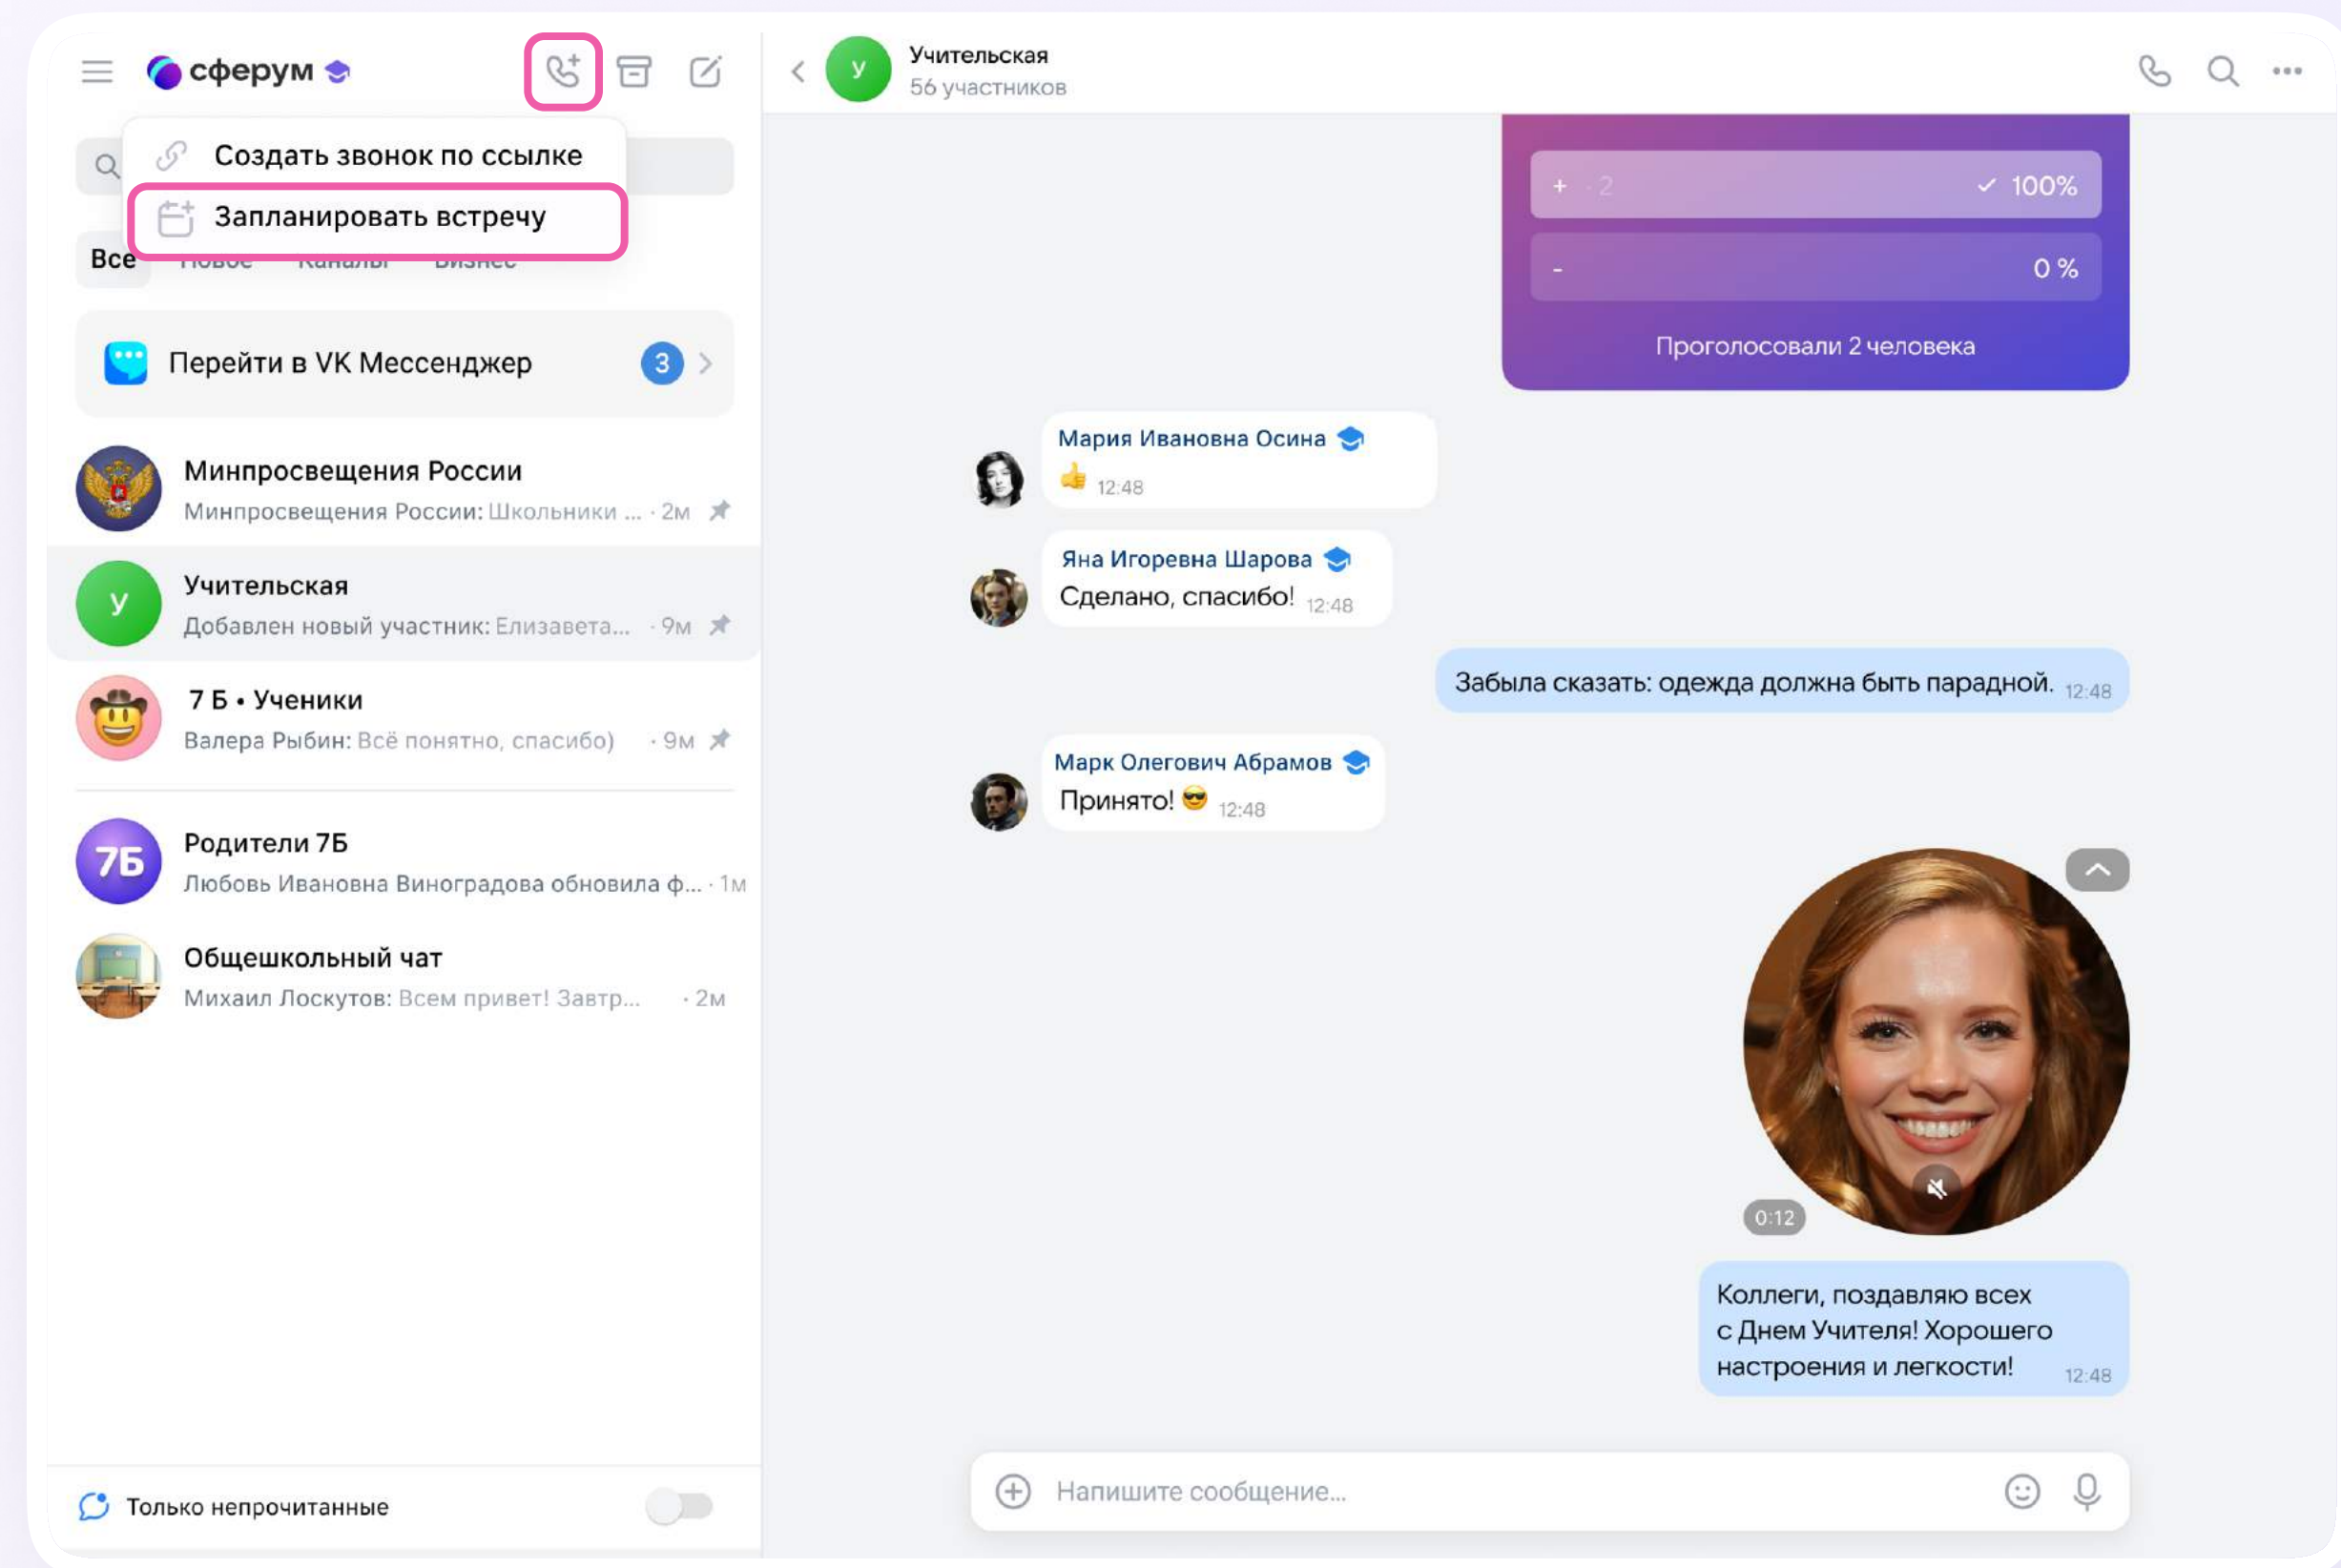 сферум
Создать звонок по ссылке
Запланировать встречу
Все Новое Каналы Бизнес
Перейти в VK Мессенджер 3
Минпросвещения России
Минпросвещения России: Школьники ... · 2м
У
Учительская
Добавлен новый участник: Елизавета... · 9м
7 Б • Ученики
Валера Рыбин: Всё понятно, спасибо) · 9м
7Б
Родители 7Б
Любовь Ивановна Виноградова обновила ф... · 1м
Общешкольный чат
Михаил Лоскутов: Всем привет! Завтр... · 2м
Только непрочитанные
У
Учительская
56 участников
+ · 2 100%
- 0 %
Проголосовали 2 человека
Мария Ивановна Осина
👍 12:48
Яна Игоревна Шарова
Сделано, спасибо! 12:48
Забыла сказать: одежда должна быть парадной. 12:48
Марк Олегович Абрамов
Принято! 😎 12:48
0:12
Коллеги, поздавляю всех
с Днем Учителя! Хорошего
настроения и легкости! 12:48
Напишите сообщение...